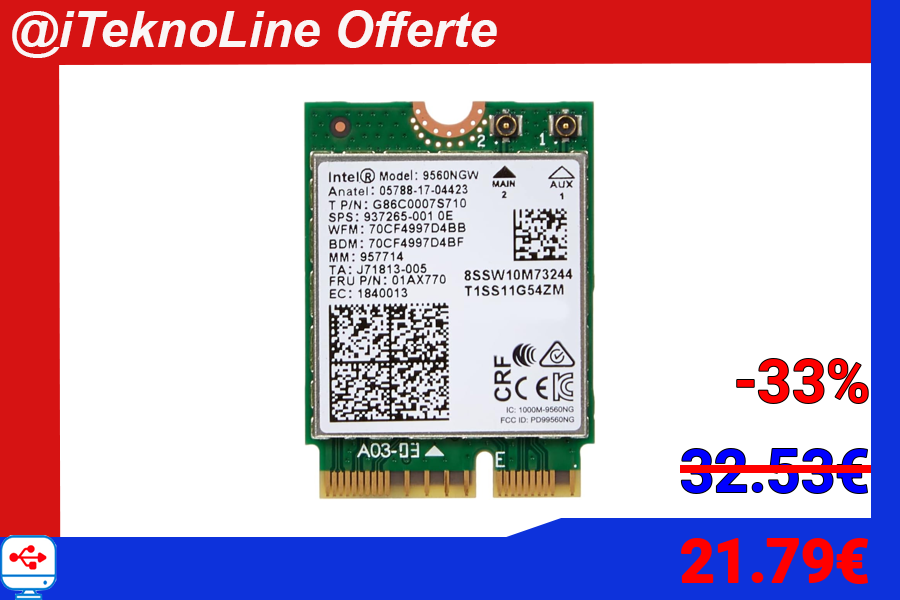 @iTeknoLine Offerte
2
1
Intel® Model: 9560NGW
Anatel: 05788-17-04423
T P/N: G86C0007S710
SPS: 937265-001 0E
WFM: 70CF4997D4BB
BDM: 70CF4997D4BF
MM: 957714
TA: J71813-005
FRU P/N: 01AX770
EC: 1840013
MAIN
2
AUX
1
8SSW10M73244
T1SS11G54ZM
CRF
CE
IC: 1000M-9560NG
FCC ID: PD99560NG
A03-03
E
-33%
32.53€
21.79€